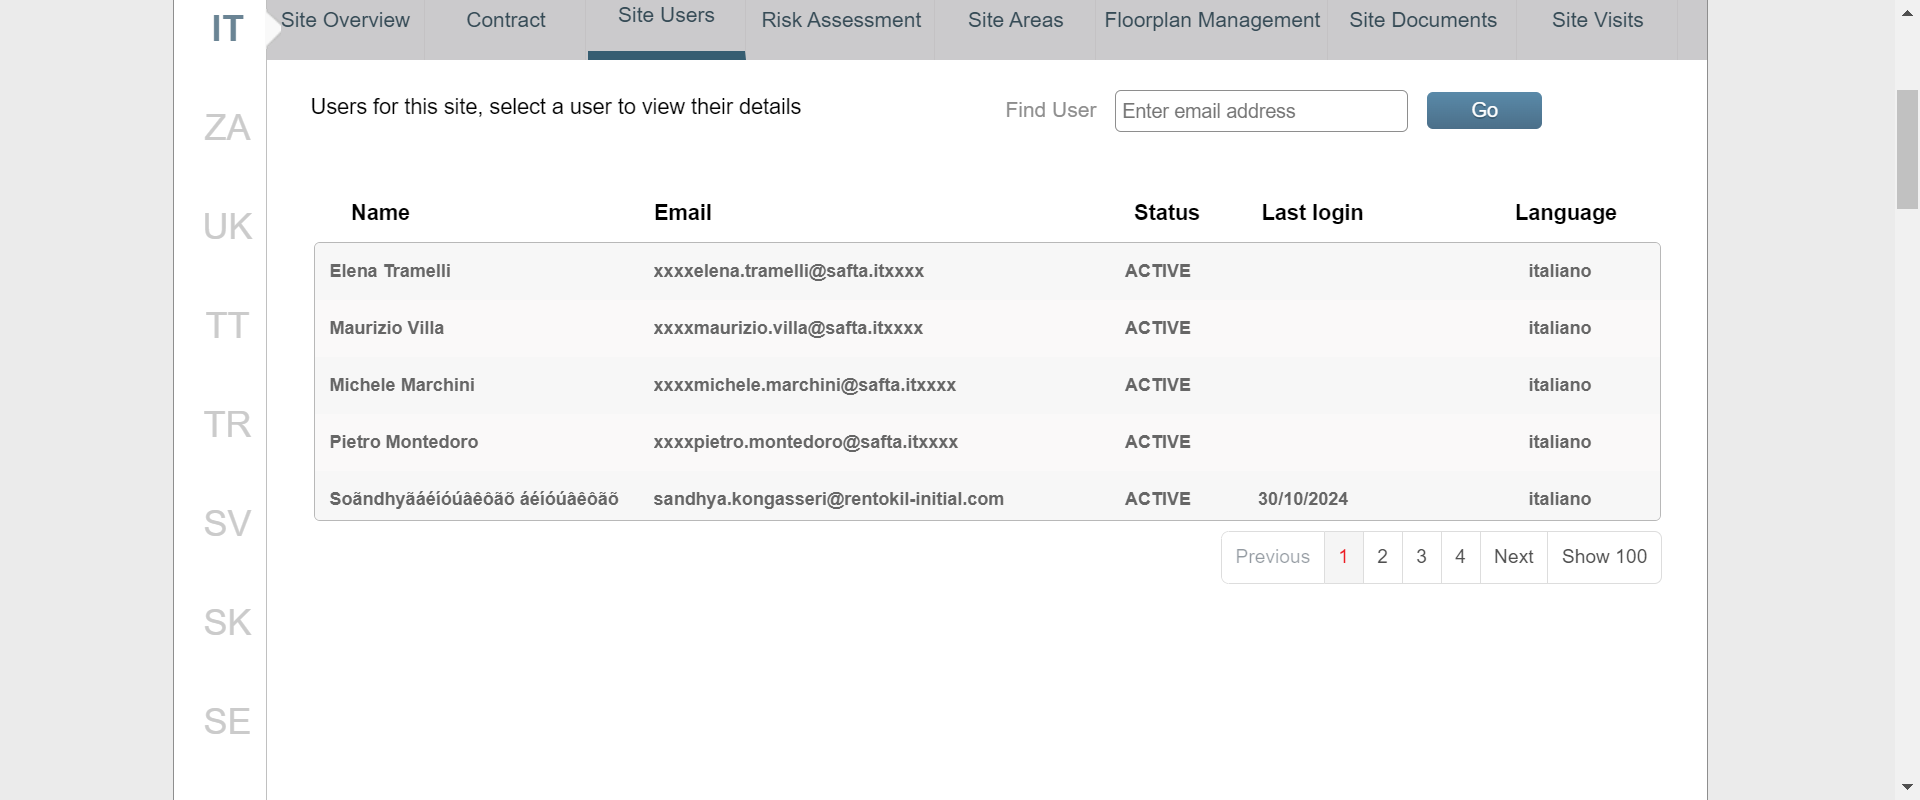 IT
Site Overview Contract Site Users Risk Assessment Site Areas Floorplan Management Site Documents Site Visits
ZA
UK
TT
TR
SV
SK
SE
Users for this site, select a user to view their details
Find User Enter email address Go
Name Email Status Last login Language
Elena Tramelli xxxxelena.tramelli@safta.itxxxx ACTIVE italiano
Maurizio Villa xxxxmaurizio.villa@safta.itxxxx ACTIVE italiano
Michele Marchini xxxxmichele.marchini@safta.itxxxx ACTIVE italiano
Pietro Montedoro xxxxpietro.montedoro@safta.itxxxx ACTIVE italiano
Soãndhyãáéíóúâêôãõ áéíóúâêôãõ sandhya.kongasseri@rentokil-initial.com ACTIVE 30/10/2024 italiano
Previous 1 2 3 4 Next Show 100